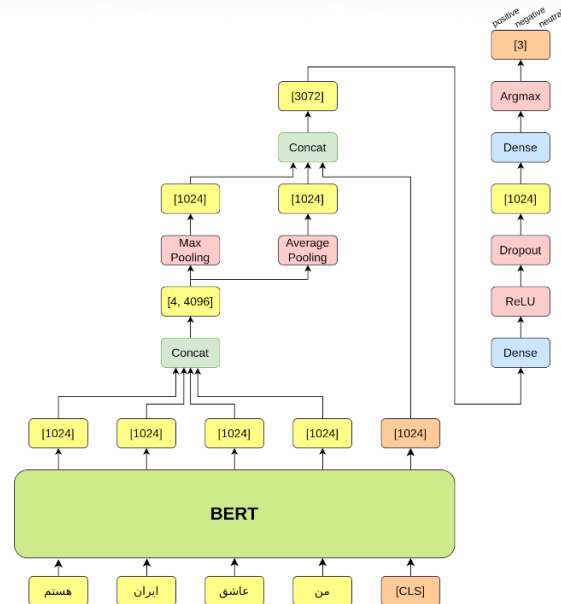 positive
negative
neutral
[3]
Argmax
Dense
[1024]
Dropout
ReLU
Dense
[3072]
Concat
[1024]
[1024]
Max
Pooling
Average
Pooling
[4, 4096]
Concat
[1024]
[1024]
[1024]
[1024]
[1024]
BERT
هستم
ایران
عاشق
من
[CLS]